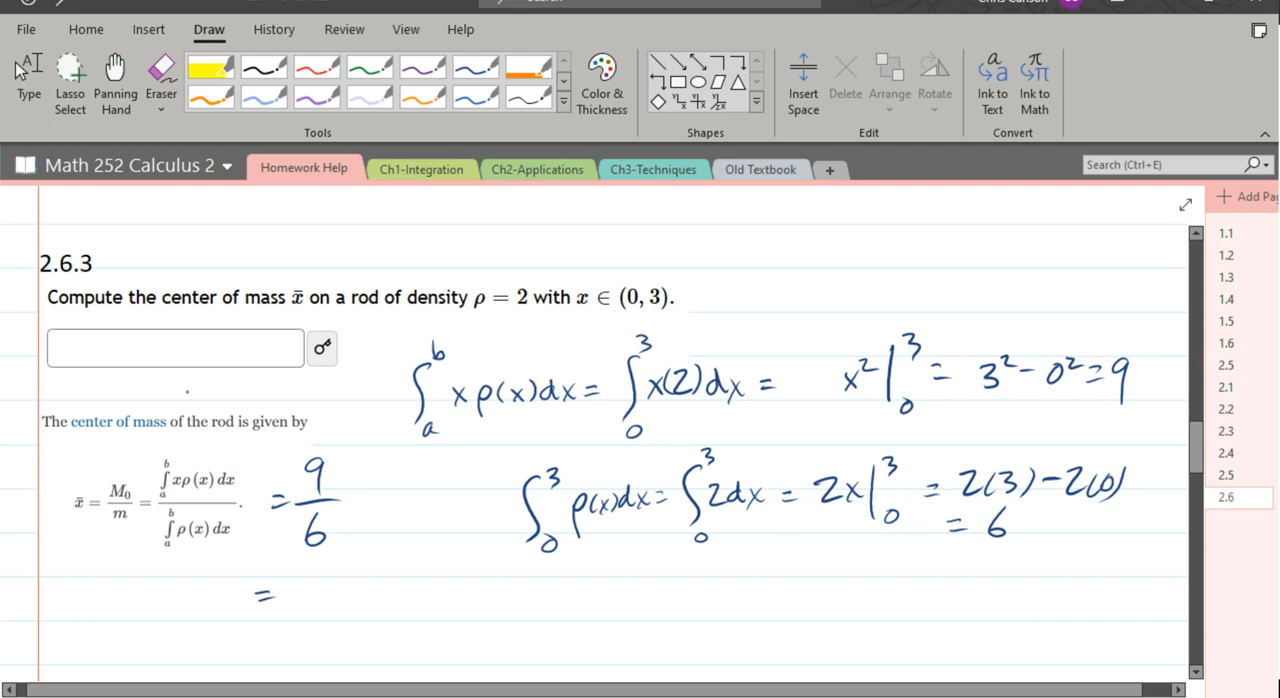 File Home Insert Draw History Review View Help
Type Lasso Select Panning Hand Eraser Color & Thickness Insert Space Delete Arrange Rotate Ink to Text Ink to Math
Tools Shapes Edit Convert
Math 252 Calculus 2 Homework Help Ch1-Integration Ch2-Applications Ch3-Techniques Old Textbook + Search (Ctrl+E)
+ Add
1.1
1.2
1.3
1.4
1.5
1.6
2.5
2.1
2.2
2.3
2.4
2.5
2.6
2.6.3
Compute the center of mass x̄ on a rod of density ρ = 2 with x ∈ (0, 3).
∫_a^b xρ(x)dx = ∫_0^3 x(2)dx = x²|_0^3 = 3² - 0² = 9
The center of mass of the rod is given by
x̄ = M₀/m = ∫_a^b xρ(x) dx / ∫_a^b ρ(x) dx. = 9/6
∫_0^3 ρ(x)dx = ∫_0^3 2dx = 2x|_0^3 = 2(3) - 2(0)
= 6
=